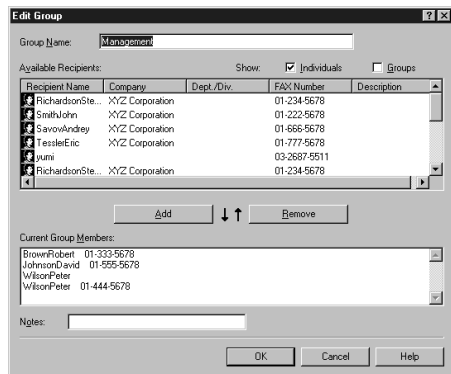 Edit Group
Group Name: Management
Available Recipients: Show: Individuals Groups
Recipient Name Company Dept./Div. FAX Number Description
RichardsonSte... XYZ Corporation 01-234-5678
SmithJohn XYZ Corporation 01-222-5678
SavovAndrey XYZ Corporation 01-666-5678
TesslerEric XYZ Corporation 01-777-5678
yumi 03-2687-5511
RichardsonSte... XYZ Corporation 01-234-5678
Add Remove
Current Group Members:
BrownRobert 01-333-5678
JohnsonDavid 01-555-5678
WilsonPeter
WilsonPeter 01-444-5678
Notes:
OK Cancel Help